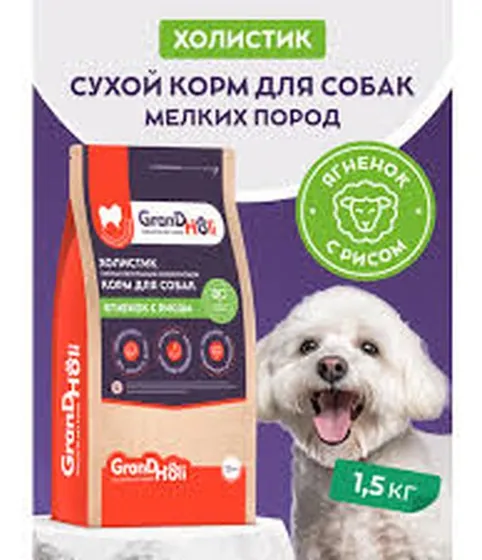 ХОЛИСТИК
СУХОЙ КОРМ ДЛЯ СОБАК
МЕЛКИХ ПОРОД
ЯГНЕНОК
С РИСОМ
GranDHoli
ХОЛИСТИК
КОРМ ДЛЯ СОБАК
ЯГНЕНОК С РИСОМ
GranDHoli
GranDHoli
1,5 кг